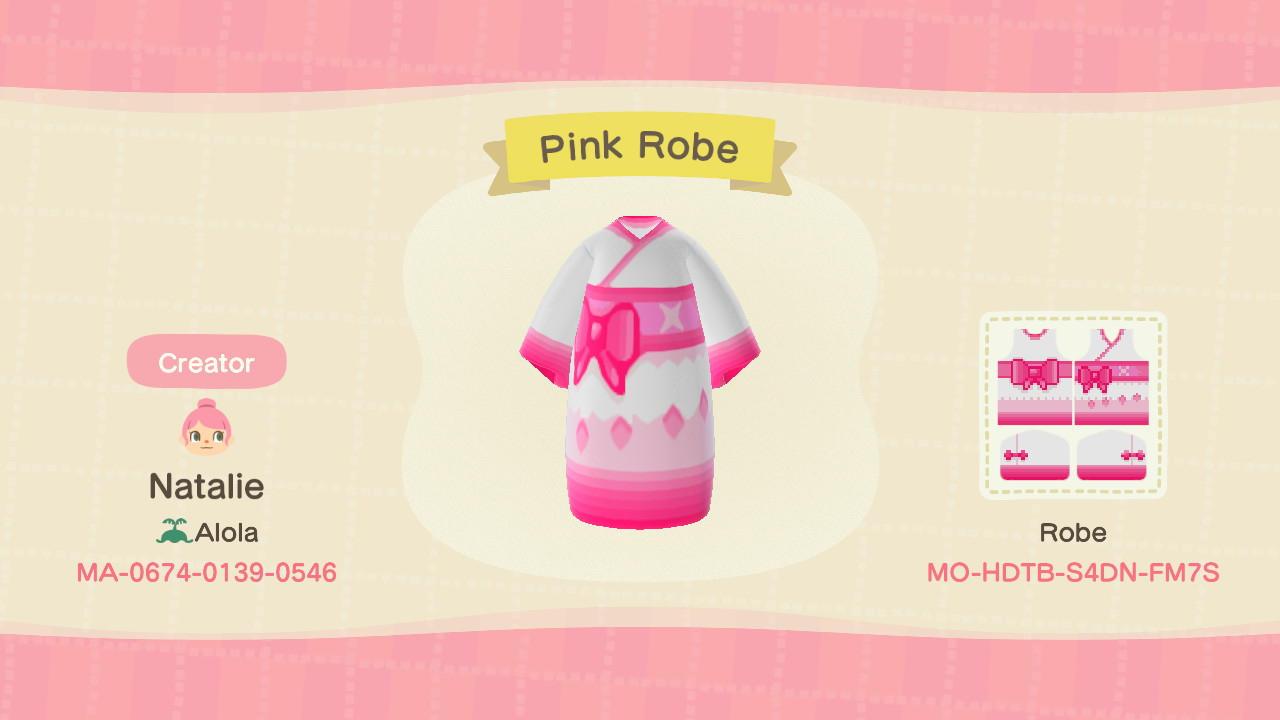 Pink Robe
Creator
Natalie
Alola
MA-0674-0139-0546
Robe
MO-HDTB-S4DN-FM7S